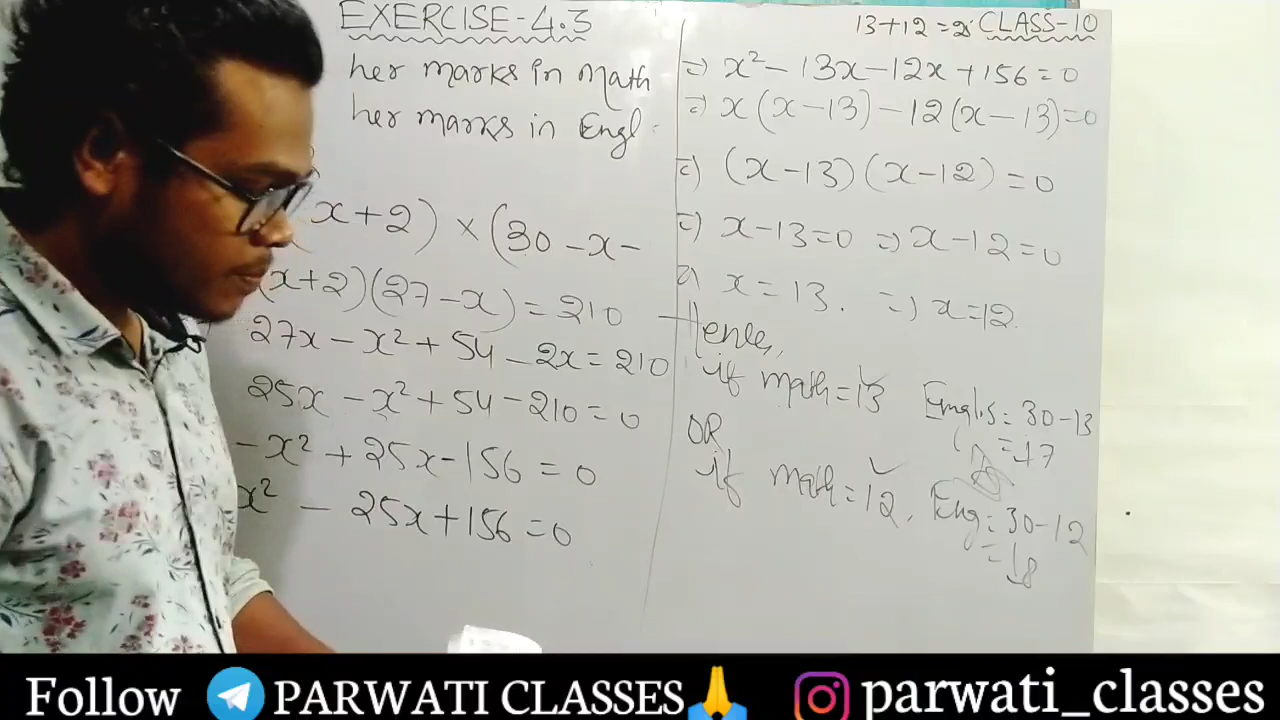 EXERCISE-4.3
her marks in Math
her marks in Engl
x+2) × (30-x-
(x+2)(27-x)=210
27x-x²+54-2x=210
25x-x²+54-210=0
-x²+25x-156=0
x²-25x+156=0
13+12=25 CLASS-10
⇒ x²-13x-12x+156=0
⇒ x(x-13)-12(x-13)=0
⇒ (x-13)(x-12)=0
⇒ x-13=0 ⇒ x-12=0
⇒ x=13. ⇒ x=12.
Hence,
if math=13 Englis=30-13
=17
OR
if math=12, Eng=30-12
=18
Follow PARWATI CLASSES🙏 parwati_classes